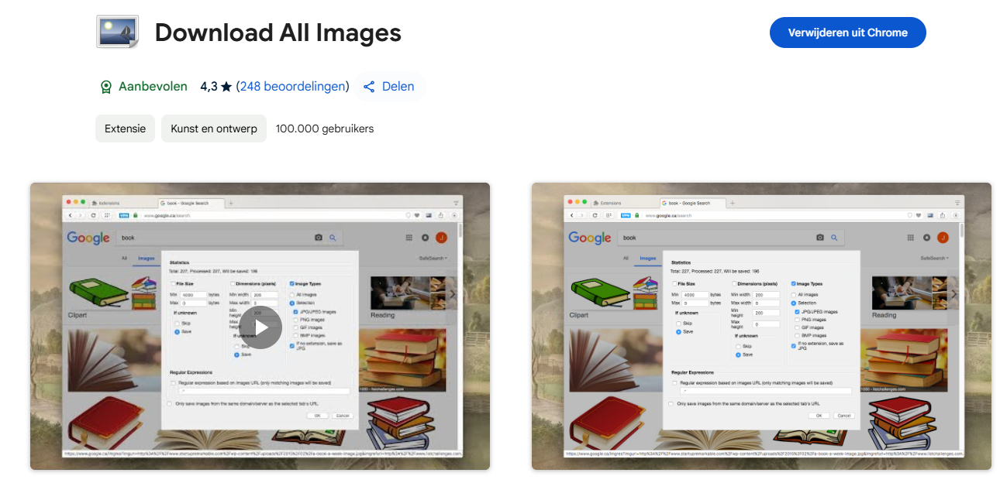 Download All Images
Verwijderen uit Chrome
Aanbevolen 4,3 ★ (248 beoordelingen) Delen
Extensie Kunst en ontwerp 100.000 gebruikers
Extensions book - Google Search
www.google.ca/search
Google book
All Images SafeSearch
Statistics
Total: 227, Processed: 227, Will be saved: 196
File Size Dimensions (pixels) Image Types
Min 4000 bytes Min width 200 All images
Max 0 bytes Max width 0 Selection
If unknown Min height 200 JPG/JPEG images
Skip Max height PNG images
Save GIF images
If unknown BMP images
Skip If no extension, save as JPG
Save
Clipart Reading
Regular Expressions
Regular expression based on images URL (only matching images will be saved)
.*
Only save images from the same domain/server as the selected tab's URL
OK Cancel
Extensions book - Google Search
www.google.ca/search
Google book
All Images SafeSearch
Statistics
Total: 227, Processed: 227, Will be saved: 196
File Size Dimensions (pixels) Image Types
Min 4000 bytes Min width 200 All images
Max 0 bytes Max width 0 Selection
If unknown Min height 200 JPG/JPEG images
Skip Max height 0 PNG images
Save GIF images
If unknown BMP images
Skip If no extension, save as JPG
Save
Clipart Reading
Regular Expressions
Regular expression based on images URL (only matching images will be saved)
.*
Only save images from the same domain/server as the selected tab's URL
OK Cancel